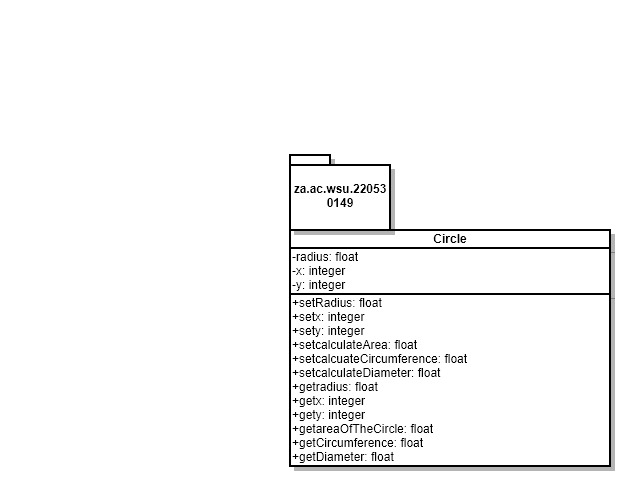 za.ac.wsu.22053
0149
Circle
-radius: float
-x: integer
-y: integer
+setRadius: float
+setx: integer
+sety: integer
+setcalculateArea: float
+setcalcuateCircumference: float
+setcalculateDiameter: float
+getradius: float
+getx: integer
+gety: integer
+getareaOfTheCircle: float
+getCircumference: float
+getDiameter: float